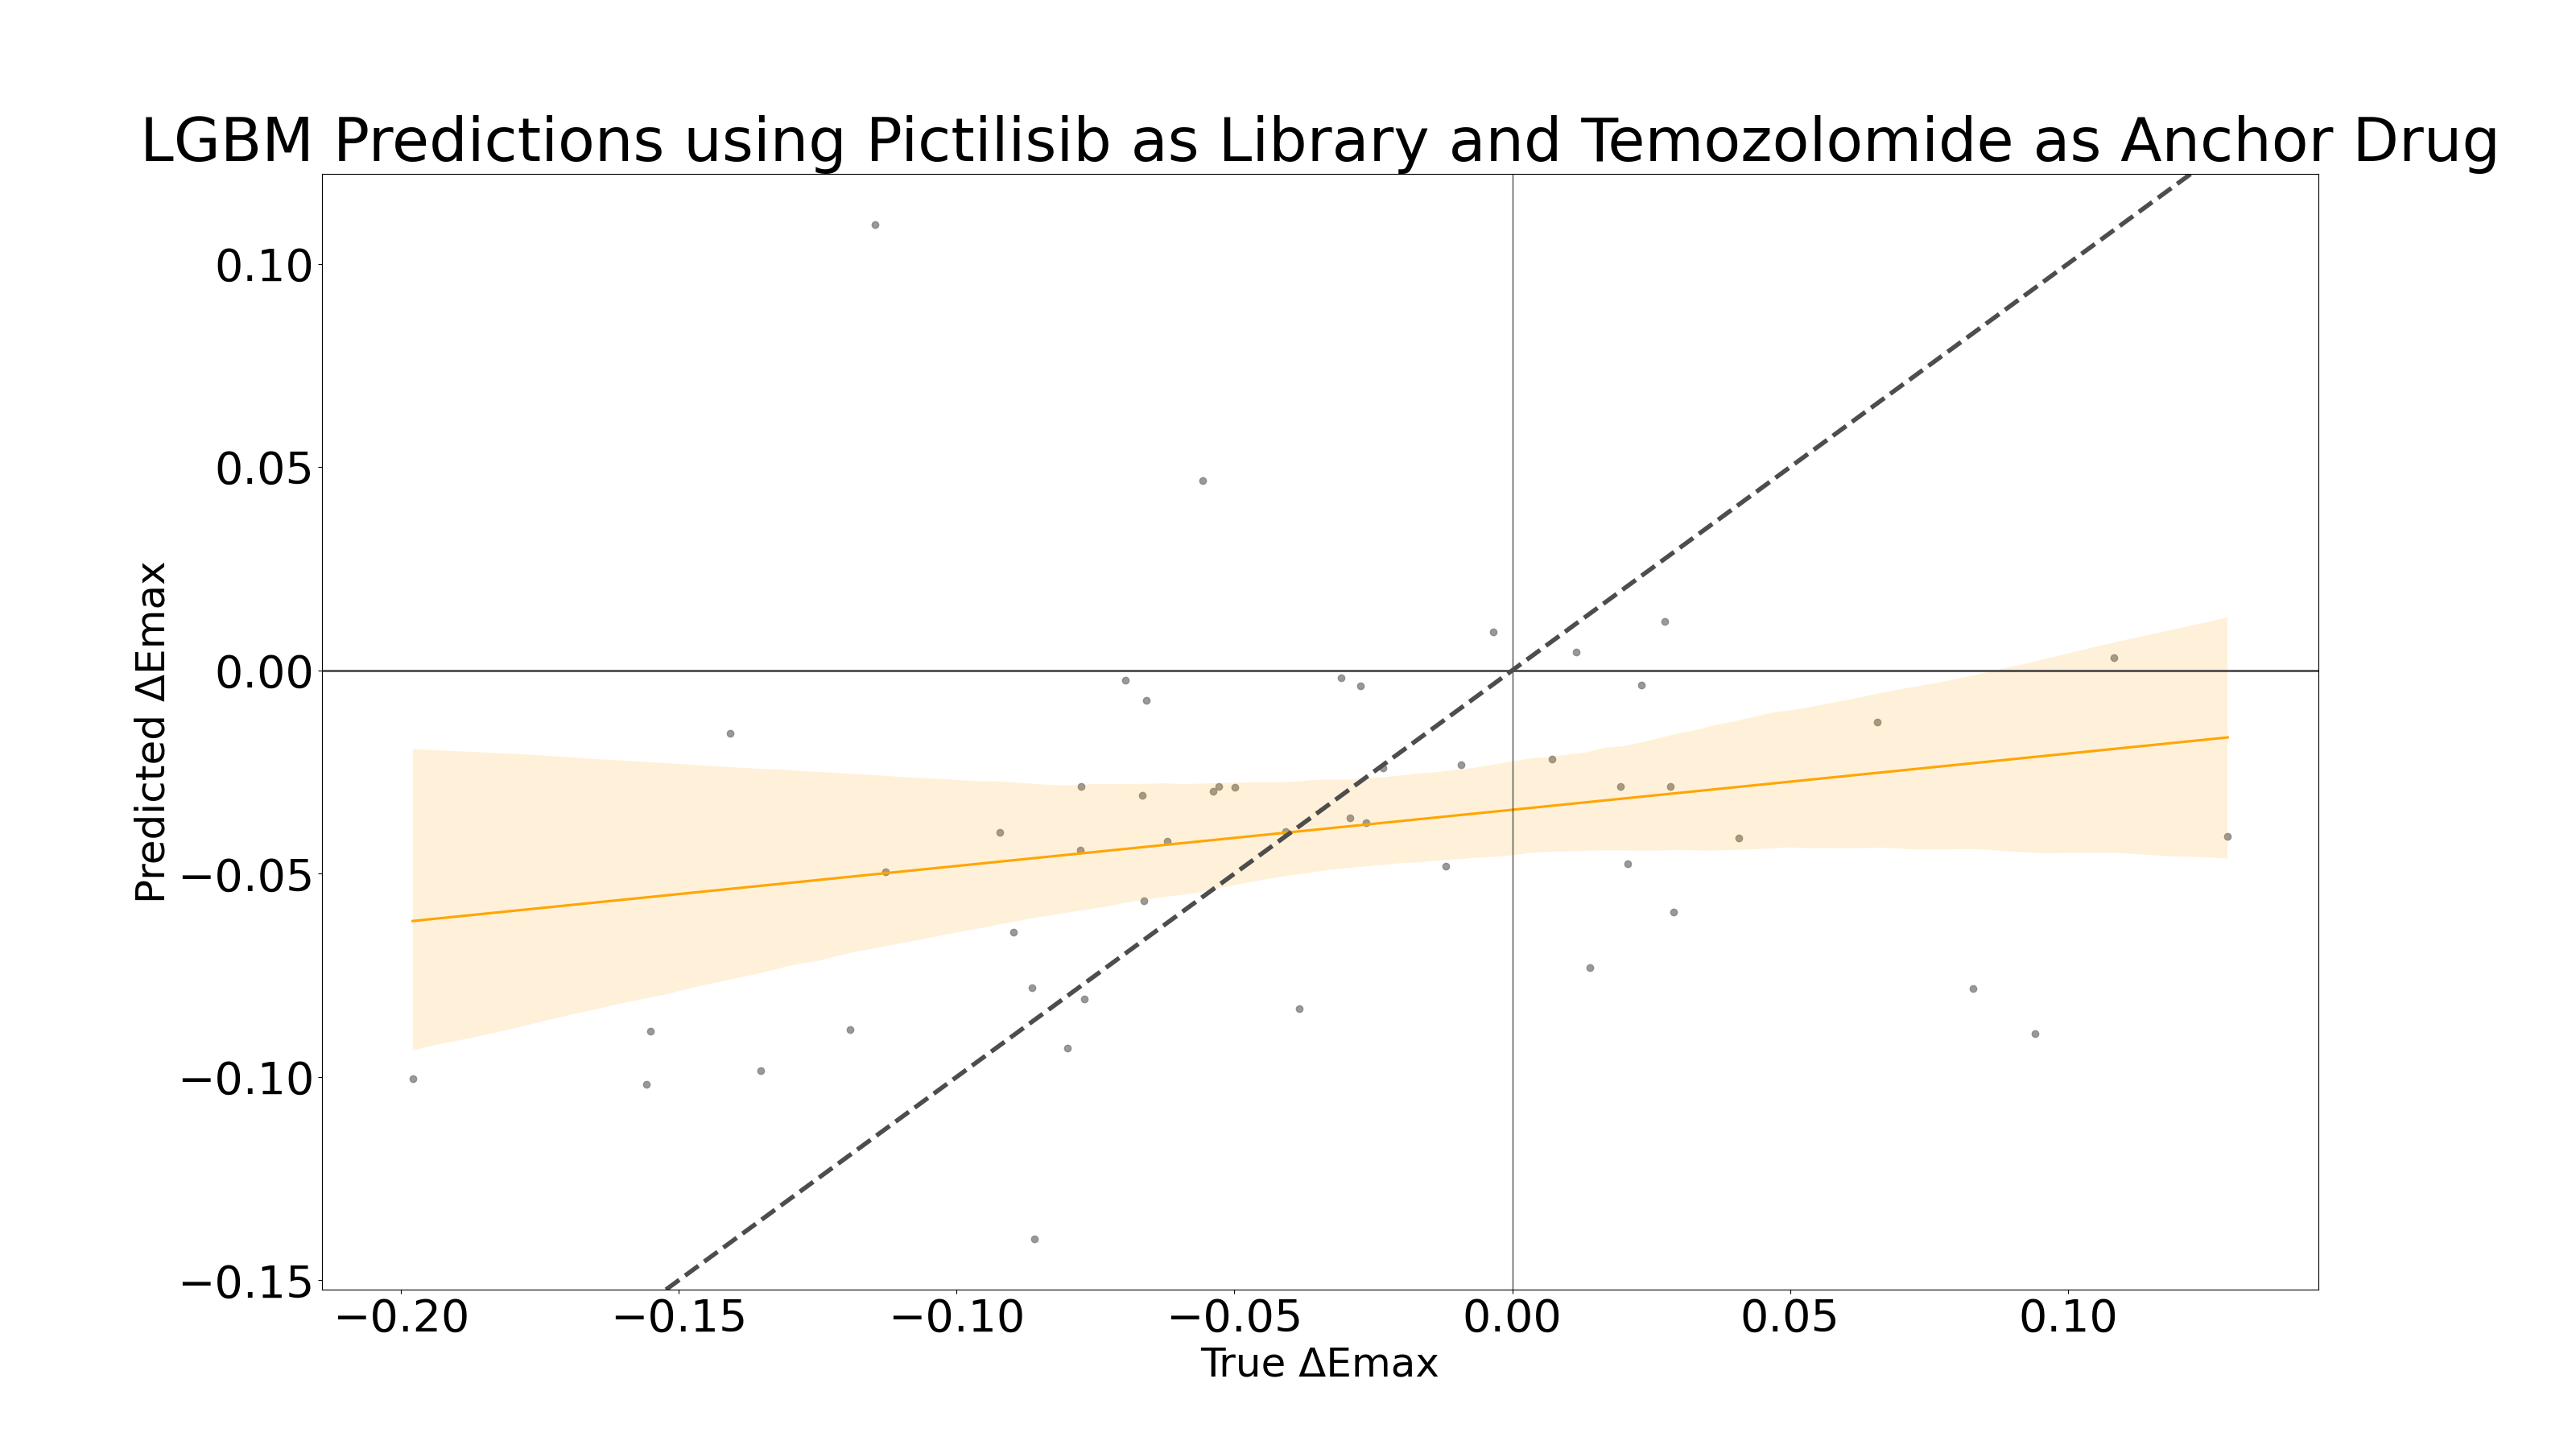 LGBM Predictions using Pictilisib as Library and Temozolomide as Anchor Drug
0.10
0.05
0.00
−0.05
−0.10
−0.15
Predicted ΔEmax
−0.20 −0.15 −0.10 −0.05 0.00 0.05 0.10
True ΔEmax